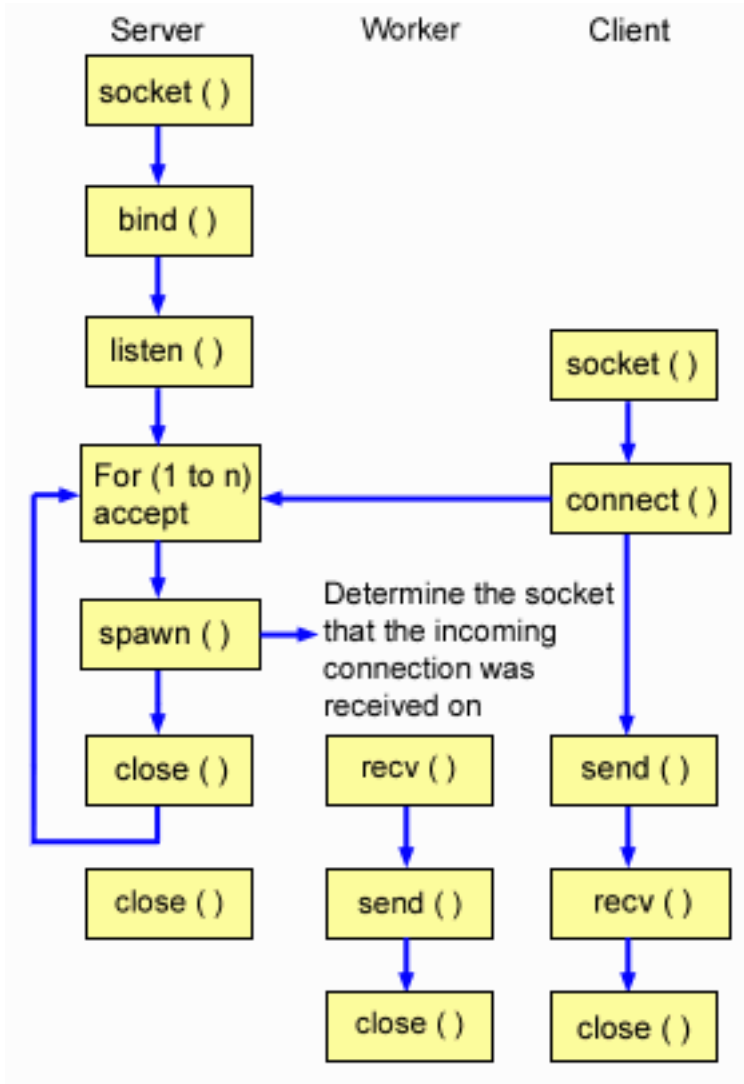 Server
Worker
Client
socket ( )
bind ( )
listen ( )
socket ( )
For (1 to n)
accept
connect ( )
spawn ( )
Determine the socket
that the incoming
connection was
received on
close ( )
recv ( )
send ( )
close ( )
send ( )
recv ( )
close ( )
close ( )